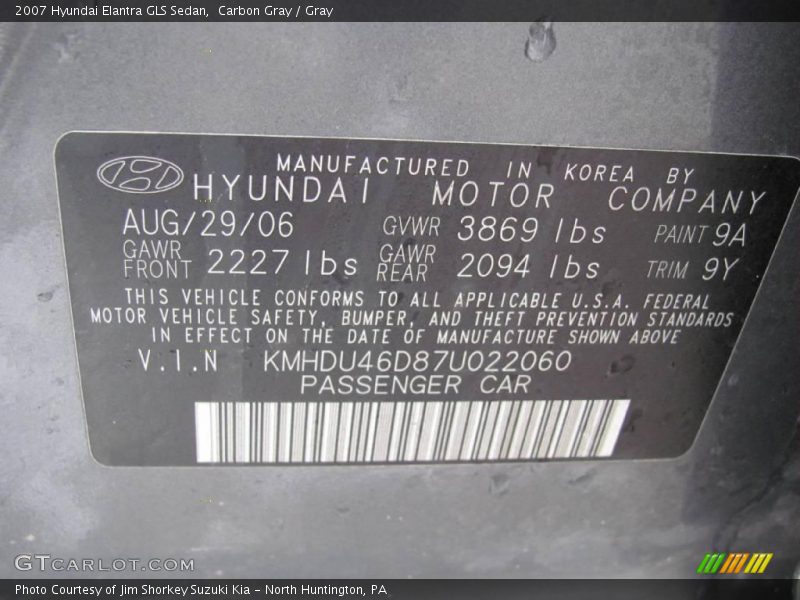 2007 Hyundai Elantra GLS Sedan, Carbon Gray / Gray
MANUFACTURED IN KOREA BY
HYUNDAI MOTOR COMPANY
AUG/29/06 GVWR 3869 lbs PAINT 9A
GAWR FRONT 2227 lbs GAWR REAR 2094 lbs TRIM 9Y
THIS VEHICLE CONFORMS TO ALL APPLICABLE U.S.A. FEDERAL
MOTOR VEHICLE SAFETY, BUMPER, AND THEFT PREVENTION STANDARDS
IN EFFECT ON THE DATE OF MANUFACTURE SHOWN ABOVE
V.I.N KMHDU46D87U022060
PASSENGER CAR
GTCARLOT.COM
Photo Courtesy of Jim Shorkey Suzuki Kia - North Huntington, PA